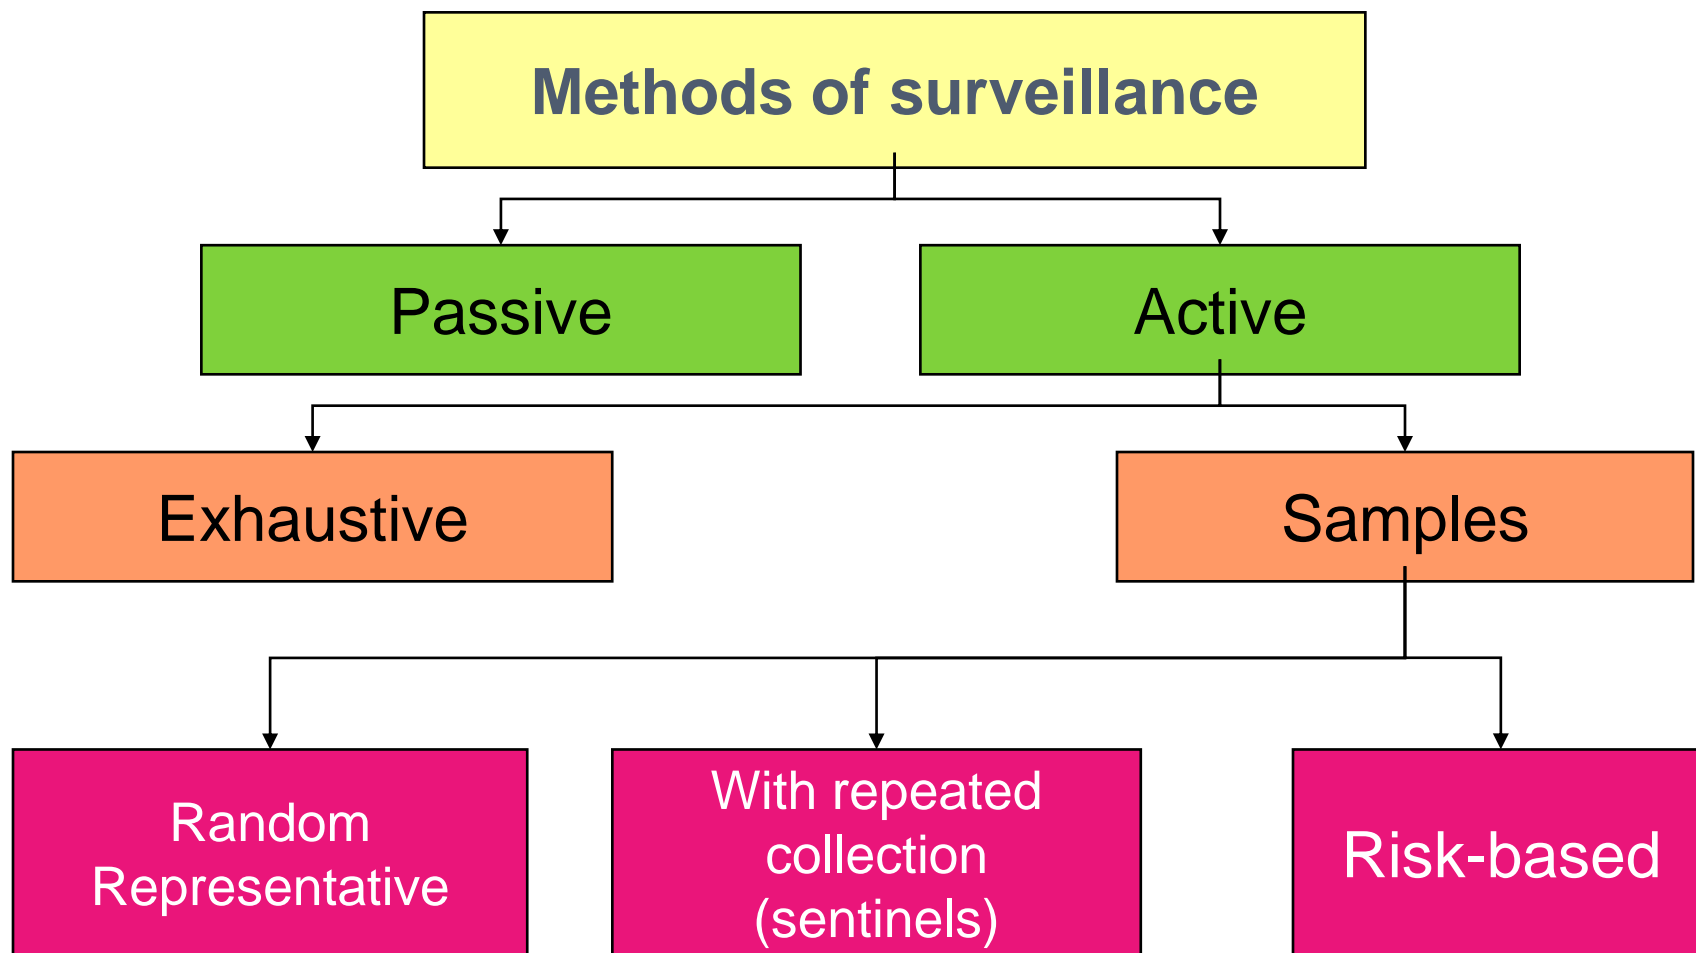 Methods of surveillance
Passive
Active
Exhaustive
Samples
Random
Representative
With repeated
collection
(sentinels)
Risk-based